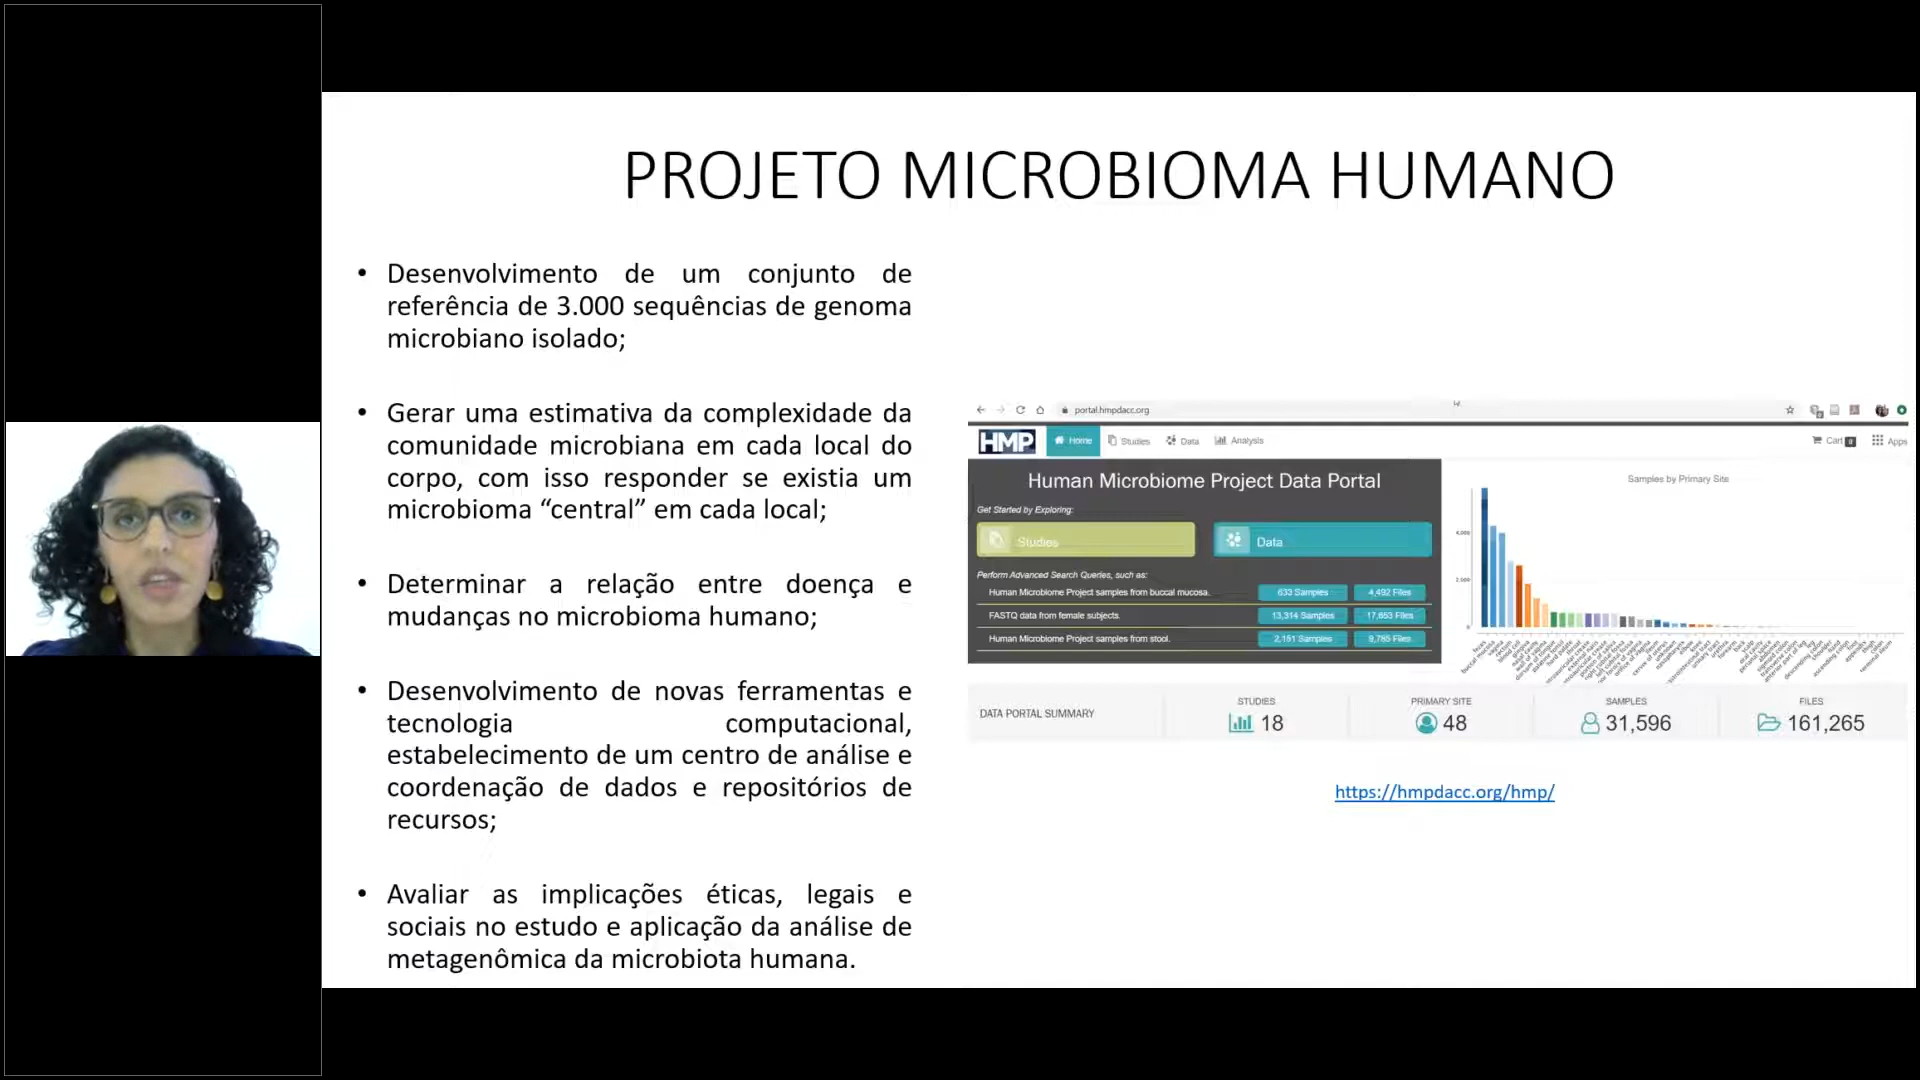 PROJETO MICROBIOMA HUMANO
• Desenvolvimento de um conjunto de
referência de 3.000 sequências de genoma
microbiano isolado;
• Gerar uma estimativa da complexidade da
comunidade microbiana em cada local do
corpo, com isso responder se existia um
microbioma “central” em cada local;
• Determinar a relação entre doença e
mudanças no microbioma humano;
• Desenvolvimento de novas ferramentas e
tecnologia computacional,
estabelecimento de um centro de análise e
coordenação de dados e repositórios de
recursos;
• Avaliar as implicações éticas, legais e
sociais no estudo e aplicação da análise de
metagenômica da microbiota humana.
portal.hmpdacc.org
HMP Home Studies Data Analysis Cart 0 Apps
Human Microbiome Project Data Portal
Get Started by Exploring:
Studies Data
Perform Advanced Search Queries, such as:
Human Microbiome Project samples from buccal mucosa. 633 Samples 4,492 Files
FASTQ data from female subjects. 13,314 Samples 17,653 Files
Human Microbiome Project samples from stool. 2,151 Samples 9,785 Files
Samples by Primary Site
DATA PORTAL SUMMARY
STUDIES
18
PRIMARY SITE
48
SAMPLES
31,596
FILES
161,265
https://hmpdacc.org/hmp/